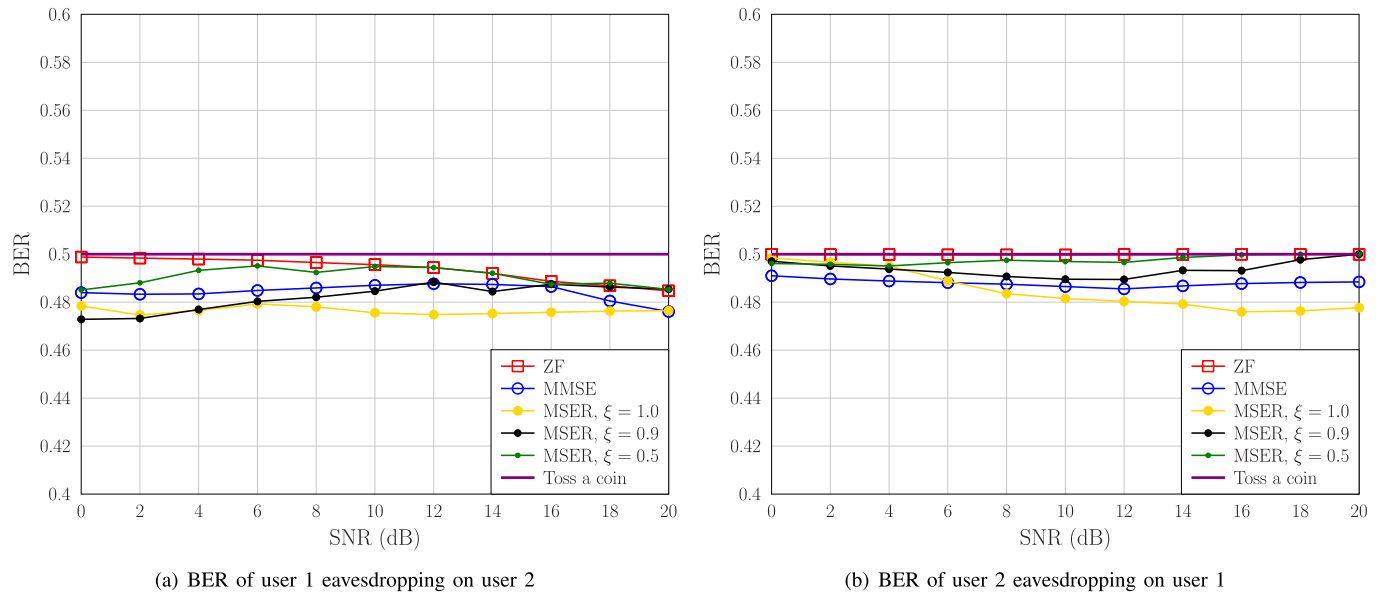 0.6
0.58
0.56
0.54
0.52
0.5
0.48
0.46
0.44
0.42
0.4
BER
0 2 4 6 8 10 12 14 16 18 20
SNR (dB)
ZF
MMSE
MSER, ξ = 1.0
MSER, ξ = 0.9
MSER, ξ = 0.5
Toss a coin
(a) BER of user 1 eavesdropping on user 2
0.6
0.58
0.56
0.54
0.52
0.5
0.48
0.46
0.44
0.42
0.4
BER
0 2 4 6 8 10 12 14 16 18 20
SNR (dB)
ZF
MMSE
MSER, ξ = 1.0
MSER, ξ = 0.9
MSER, ξ = 0.5
Toss a coin
(b) BER of user 2 eavesdropping on user 1